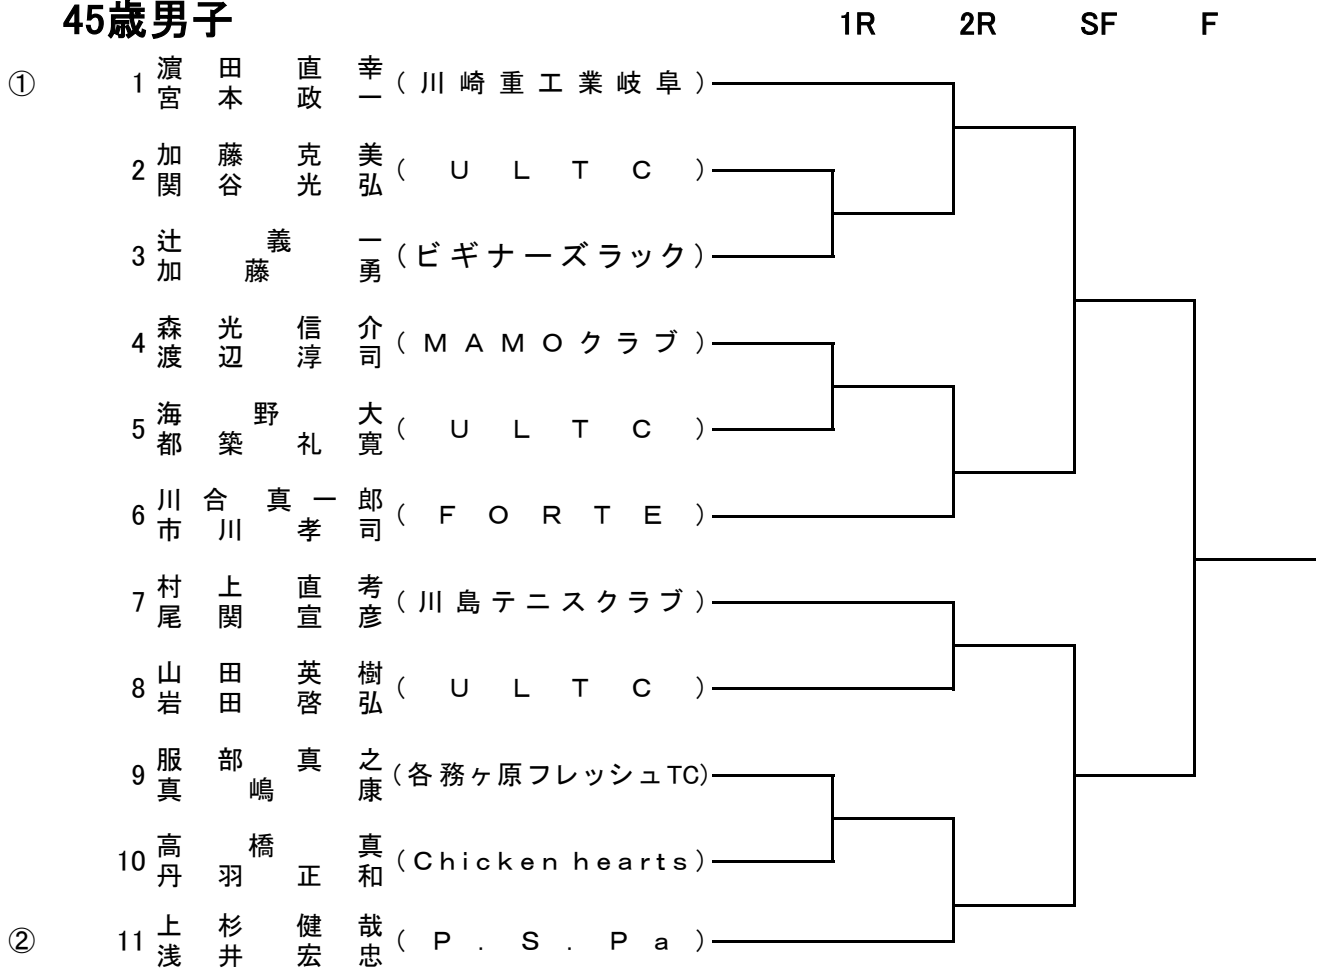 45歳男子 1R 2R SF F
① 1 濵田直幸 (川崎重工業岐阜)
宮本政一
2 加藤克美 (ULTC)
関谷光弘
3 辻義一 (ビギナーズラック)
加藤勇
4 森光信介 (MAMOクラブ)
渡辺淳司
5 海野大 (ULTC)
都築礼寛
6 川合真一郎 (FORTE)
市川孝司
7 村上直考 (川島テニスクラブ)
尾関宣彦
8 山田英樹 (ULTC)
岩田啓弘
9 服部真之 (各務ヶ原フレッシュTC)
真嶋康
10 高橋真 (Chicken hearts)
丹羽正和
② 11 上杉健哉 (P.S.Pa)
浅井宏忠